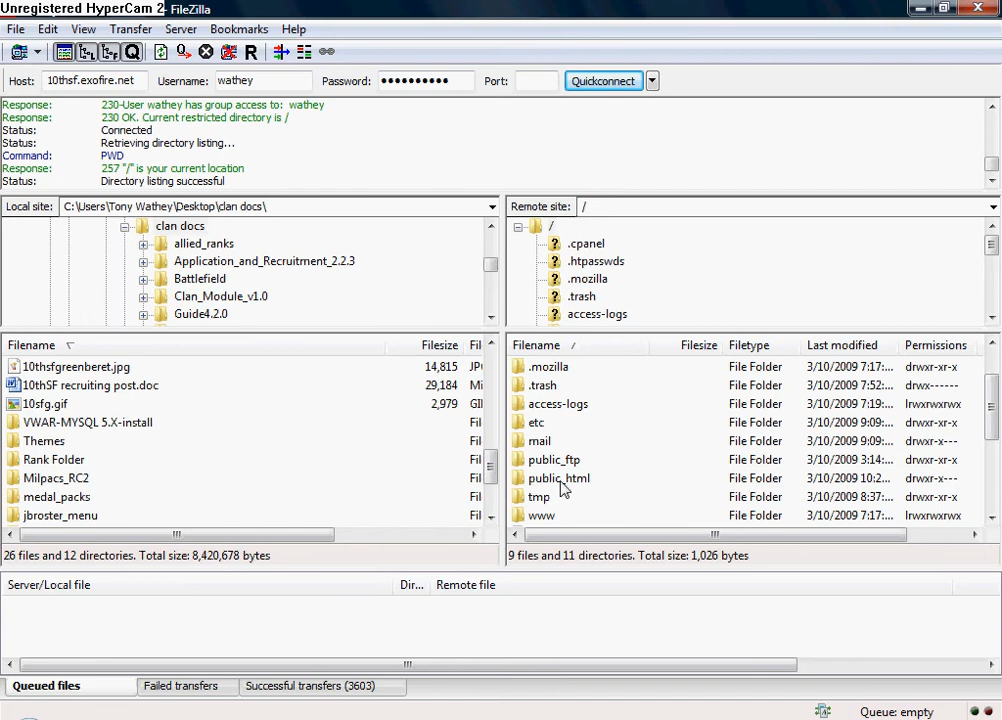 Unregistered HyperCam 2 - FileZilla
File Edit View Transfer Server Bookmarks Help
Host: 10thsf.exofire.net Username: wathey Password: ●●●●●●●●●● Port: Quickconnect
Response: 230-User wathey has group access to: wathey
Response: 230 OK. Current restricted directory is /
Status: Connected
Status: Retrieving directory listing...
Command: PWD
Response: 257 "/" is your current location
Status: Directory listing successful
Local site: C:\Users\Tony Wathey\Desktop\clan docs\
clan docs
allied_ranks
Application_and_Recruitment_2.2.3
Battlefield
Clan_Module_v1.0
Guide4.2.0
Remote site: /
/
.cpanel
.htpasswds
.mozilla
.trash
access-logs
Filename Filesize Fil
10thsfgreenberet.jpg 14,815 JP
10thSF recruiting post.doc 29,184 Mi
10sfg.gif 2,979 GI
VWAR-MYSQL 5.X-install Fil
Themes Fil
Rank Folder Fil
Milpacs_RC2 Fil
medal_packs Fil
jbroster_menu Fil
26 files and 12 directories. Total size: 8,420,678 bytes
Filename Filesize Filetype Last modified Permissions
.mozilla File Folder 3/10/2009 7:17:... drwxr-xr-x
.trash File Folder 3/10/2009 7:52:... drwx------
access-logs File Folder 3/10/2009 7:19:... lrwxrwxrwx
etc File Folder 3/10/2009 9:09:... drwxr-x---
mail File Folder 3/10/2009 9:09:... drwxr-x---
public_ftp File Folder 3/10/2009 3:14:... drwxr-xr-x
public_html File Folder 3/10/2009 10:2... drwxr-x---
tmp File Folder 3/10/2009 8:37:... drwxr-xr-x
www File Folder 3/10/2009 7:17:... lrwxrwxrwx
9 files and 11 directories. Total size: 1,026 bytes
Server/Local file Dir... Remote file
Queued files Failed transfers Successful transfers (3603)
Queue: empty